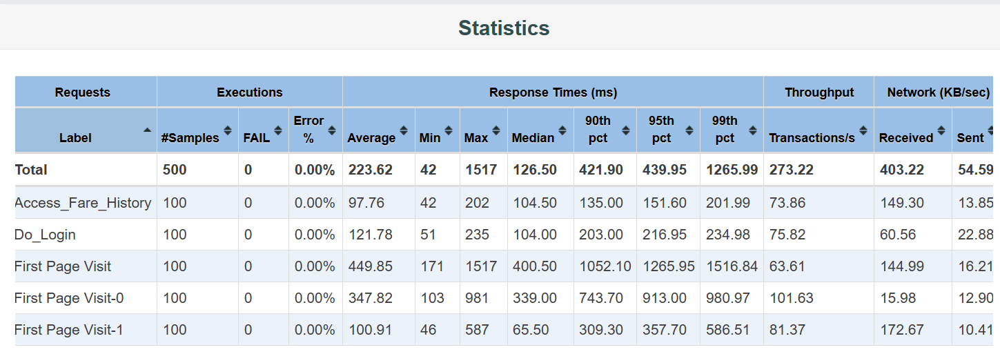 Statistics
Requests Executions Response Times (ms) Throughput Network (KB/sec)
Label #Samples FAIL Error % Average Min Max Median 90th pct 95th pct 99th pct Transactions/s Received Sent
Total 500 0 0.00% 223.62 42 1517 126.50 421.90 439.95 1265.99 273.22 403.22 54.59
Access_Fare_History 100 0 0.00% 97.76 42 202 104.50 135.00 151.60 201.99 73.86 149.30 13.85
Do_Login 100 0 0.00% 121.78 51 235 104.00 203.00 216.95 234.98 75.82 60.56 22.88
First Page Visit 100 0 0.00% 449.85 171 1517 400.50 1052.10 1265.95 1516.84 63.61 144.99 16.21
First Page Visit-0 100 0 0.00% 347.82 103 981 339.00 743.70 913.00 980.97 101.63 15.98 12.90
First Page Visit-1 100 0 0.00% 100.91 46 587 65.50 309.30 357.70 586.51 81.37 172.67 10.41